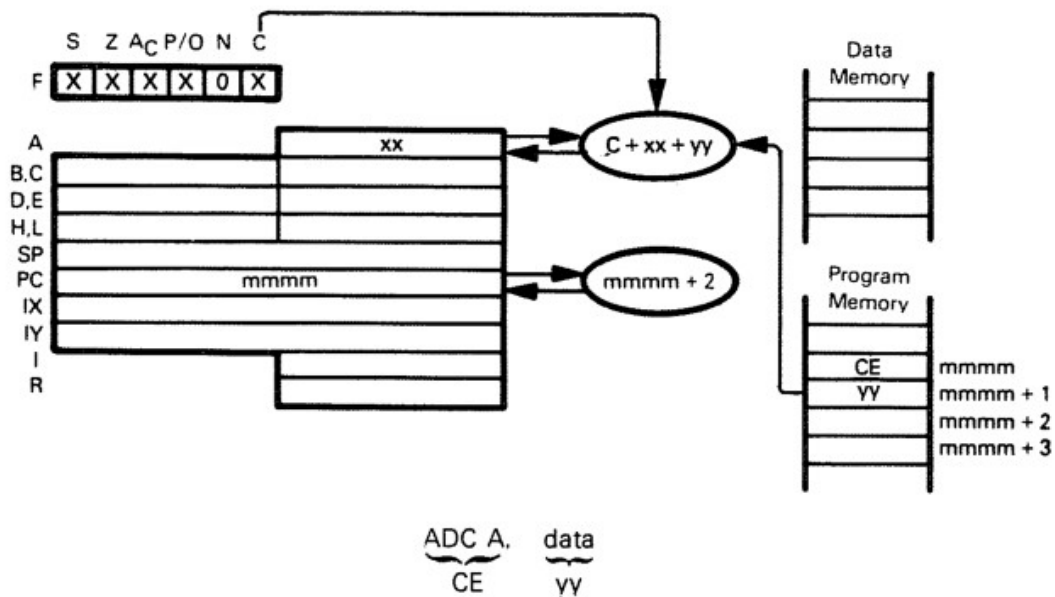 S Z AC P/O N C
F X X X X 0 X
Data
Memory
A xx C + xx + yy
B,C
D,E
H,L
SP
PC mmmm mmmm + 2
IX
IY
I
R
Program
Memory
CE mmmm
yy mmmm + 1
mmmm + 2
mmmm + 3
ADC A, data
CE yy